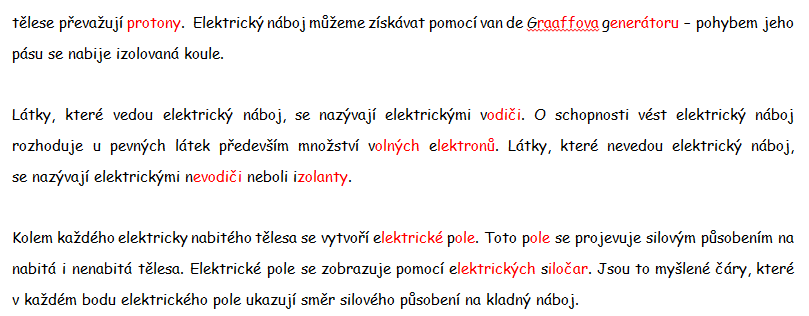 tělese převažují protony. Elektrický náboj můžeme získávat pomocí van de Graaffova generátoru – pohybem jeho
pásu se nabije izolovaná koule.
Látky, které vedou elektrický náboj, se nazývají elektrickými vodiči. O schopnosti vést elektrický náboj
rozhoduje u pevných látek především množství volných elektronů. Látky, které nevedou elektrický náboj,
se nazývají elektrickými nevodiči neboli izolanty.
Kolem každého elektricky nabitého tělesa se vytvoří elektrické pole. Toto pole se projevuje silovým působením na
nabitá i nenabitá tělesa. Elektrické pole se zobrazuje pomocí elektrických siločar. Jsou to myšlené čáry, které
v každém bodu elektrického pole ukazují směr silového působení na kladný náboj.